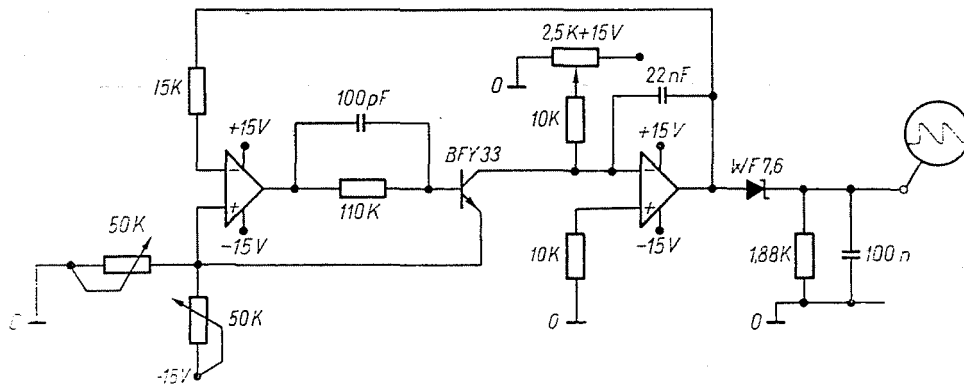 2,5K+15V
0
15K
100pF
10K
22nF
+15V
BFY33
+15V
WF7,6
-
+
110K
-
+
-15V
-15V
50K
10K
1,88K
100n
50K
0
0
-15V